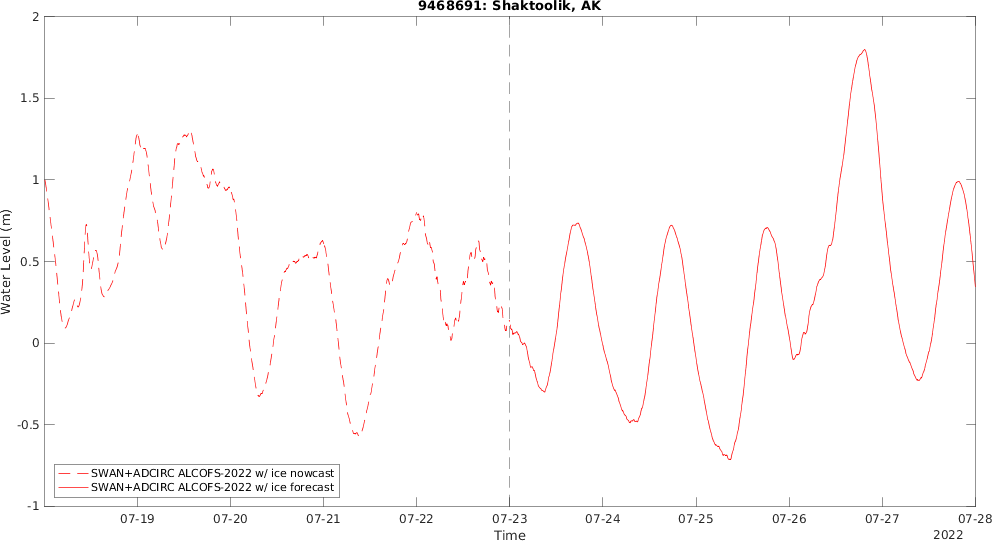 9468691: Shaktoolik, AK
2
1.5
1
0.5
0
-0.5
-1
Water Level (m)
SWAN+ADCIRC ALCOFS-2022 w/ ice nowcast
SWAN+ADCIRC ALCOFS-2022 w/ ice forecast
07-19 07-20 07-21 07-22 07-23 07-24 07-25 07-26 07-27 07-28
Time
2022